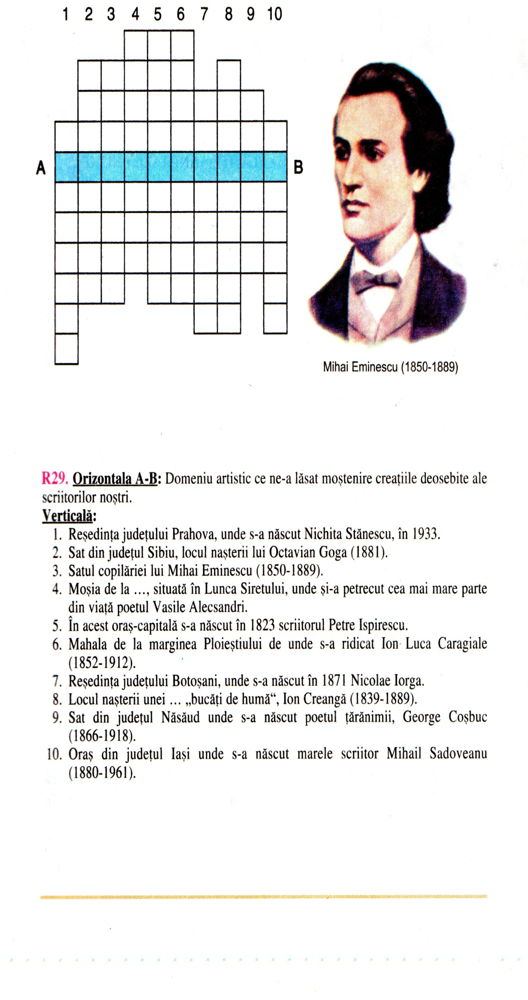 1 2 3 4 5 6 7 8 9 10
A B
Mihai Eminescu (1850-1889)
R29. Orizontala A-B: Domeniu artistic ce ne-a lăsat moștenire creațiile deosebite ale
scriitorilor noștri.
Verticală:
1. Reședința județului Prahova, unde s-a născut Nichita Stănescu, în 1933.
2. Sat din județul Sibiu, locul nașterii lui Octavian Goga (1881).
3. Satul copilăriei lui Mihai Eminescu (1850-1889).
4. Moșia de la ..., situată în Lunca Siretului, unde și-a petrecut cea mai mare parte
din viață poetul Vasile Alecsandri.
5. În acest oraș-capitală s-a născut în 1823 scriitorul Petre Ispirescu.
6. Mahala de la marginea Ploieștiului de unde s-a ridicat Ion Luca Caragiale
(1852-1912).
7. Reședința județului Botoșani, unde s-a născut în 1871 Nicolae Iorga.
8. Locul nașterii unei ... „bucăți de humă“, Ion Creangă (1839-1889).
9. Sat din județul Năsăud unde s-a născut poetul țărănimii, George Coșbuc
(1866-1918).
10. Oraș din județul Iași unde s-a născut marele scriitor Mihail Sadoveanu
(1880-1961).